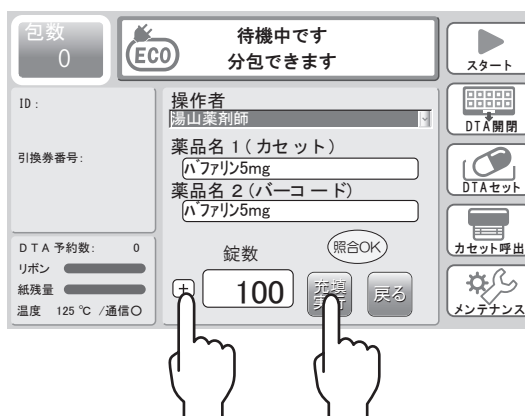 包数
0
ECO
待機中です
分包できます
スタート
ID :
引換券番号:
操作者
湯山薬剤師
薬品名 1 ( カセット )
ハﾞファリン5mg
薬品名 2 (バーコード)
ハﾞファリン5mg
DTA開閉
DTAセット
カセット呼出
メンテナンス
DTA 予約数: 0
リボン
紙残量
温度 125 ℃ /通信○
錠数
照合OK
+
100
充填
実行
戻る